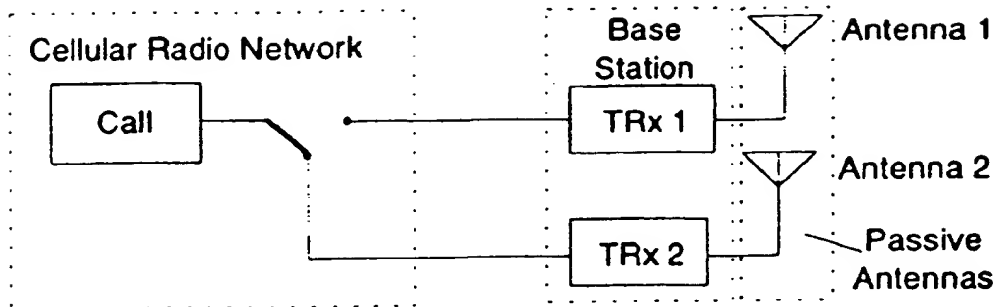 Cellular Radio Network
Call
Base
Station
TRx 1
TRx 2
Antenna 1
Antenna 2
Passive
Antennas